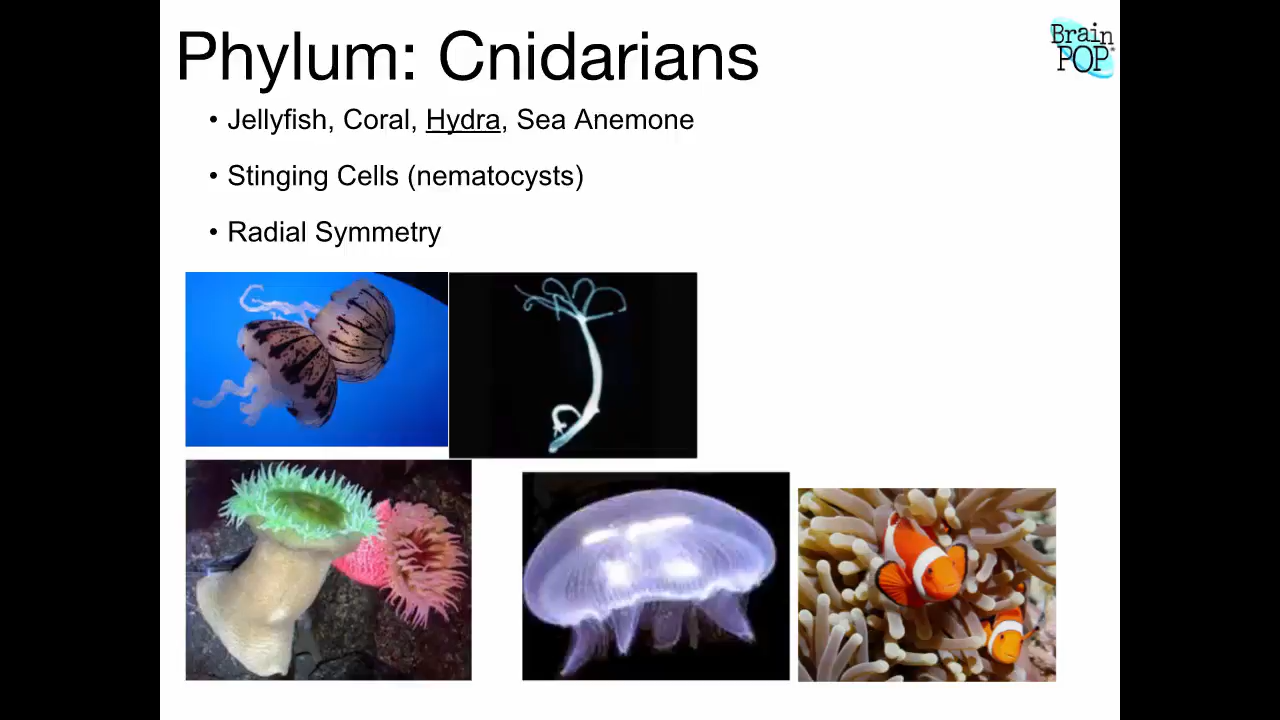 Phylum: Cnidarians
Brain
POP®
• Jellyfish, Coral, Hydra, Sea Anemone
• Stinging Cells (nematocysts)
• Radial Symmetry